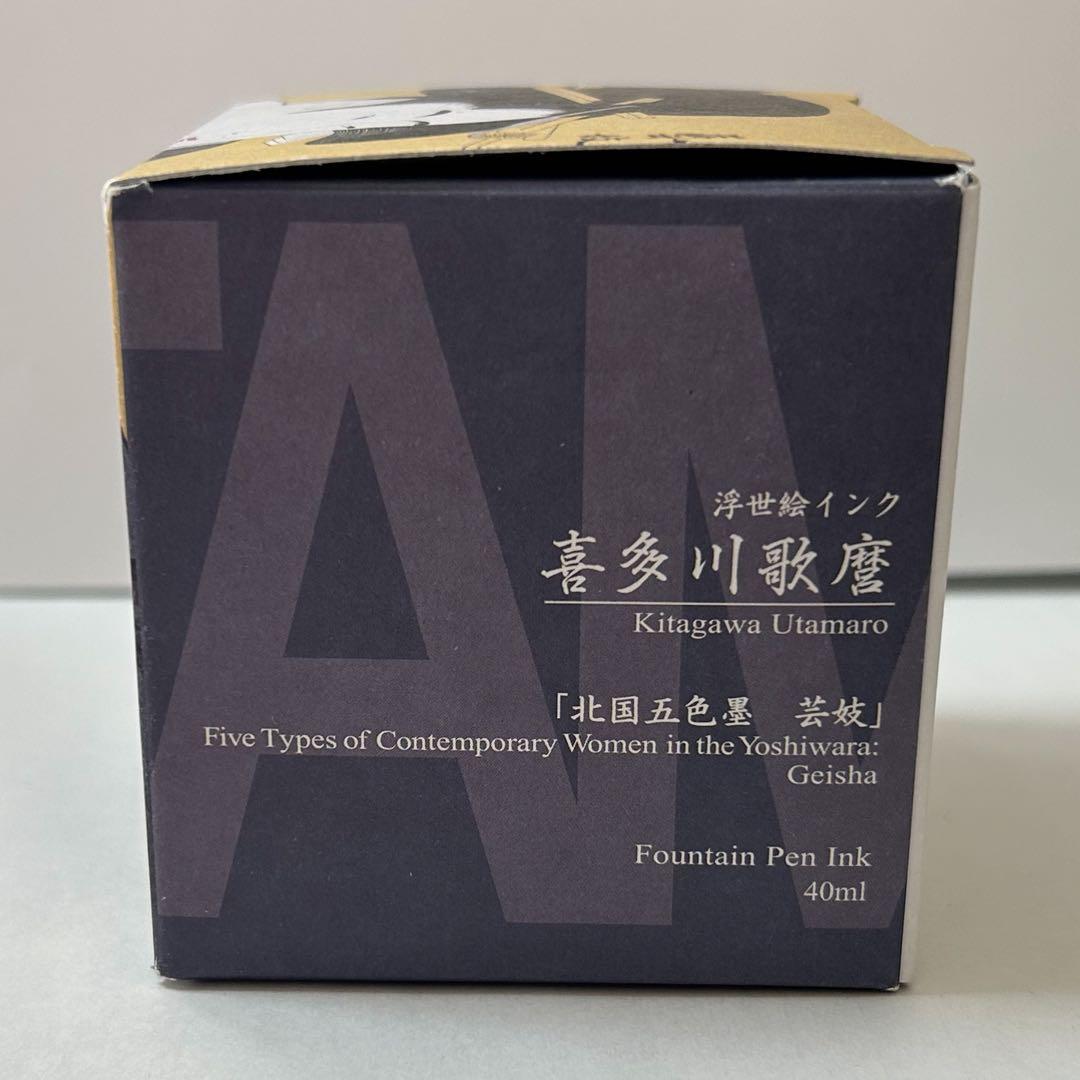 TAM
浮世絵インク
喜多川歌麿
Kitagawa Utamaro
「北国五色墨　芸妓」
Five Types of Contemporary Women in the Yoshiwara:
Geisha
Fountain Pen Ink
40ml